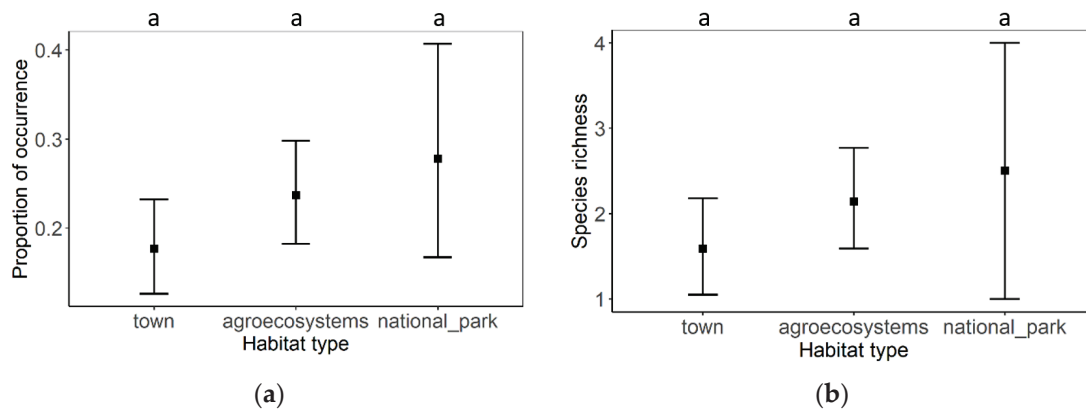 a a a
0.4
0.3
0.2
Proportion of occurrence
town agroecosystems national_park
Habitat type
(a)
a a a
4
3
2
1
Species richness
town agroecosystems national_park
Habitat type
(b)